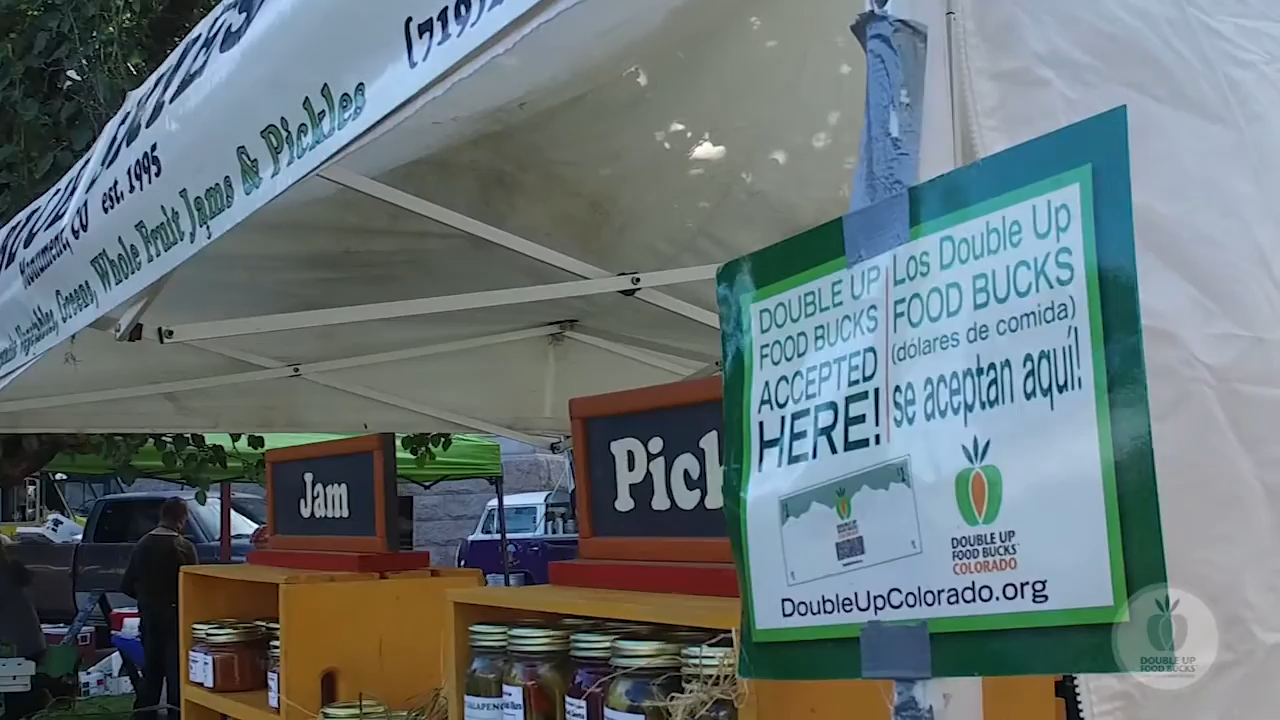 (719)
Monument, CO est. 1995
Vegetables, Greens, Whole Fruit Jams & Pickles
Jam
DOUBLE UP
FOOD BUCKS
ACCEPTED
HERE!
Los Double Up
FOOD BUCKS
(dólares de comida)
se aceptan aquí!
DOUBLE UP
FOOD BUCKS
COLORADO
DoubleUpColorado.org
DOUBLE UP
FOOD BUCKS